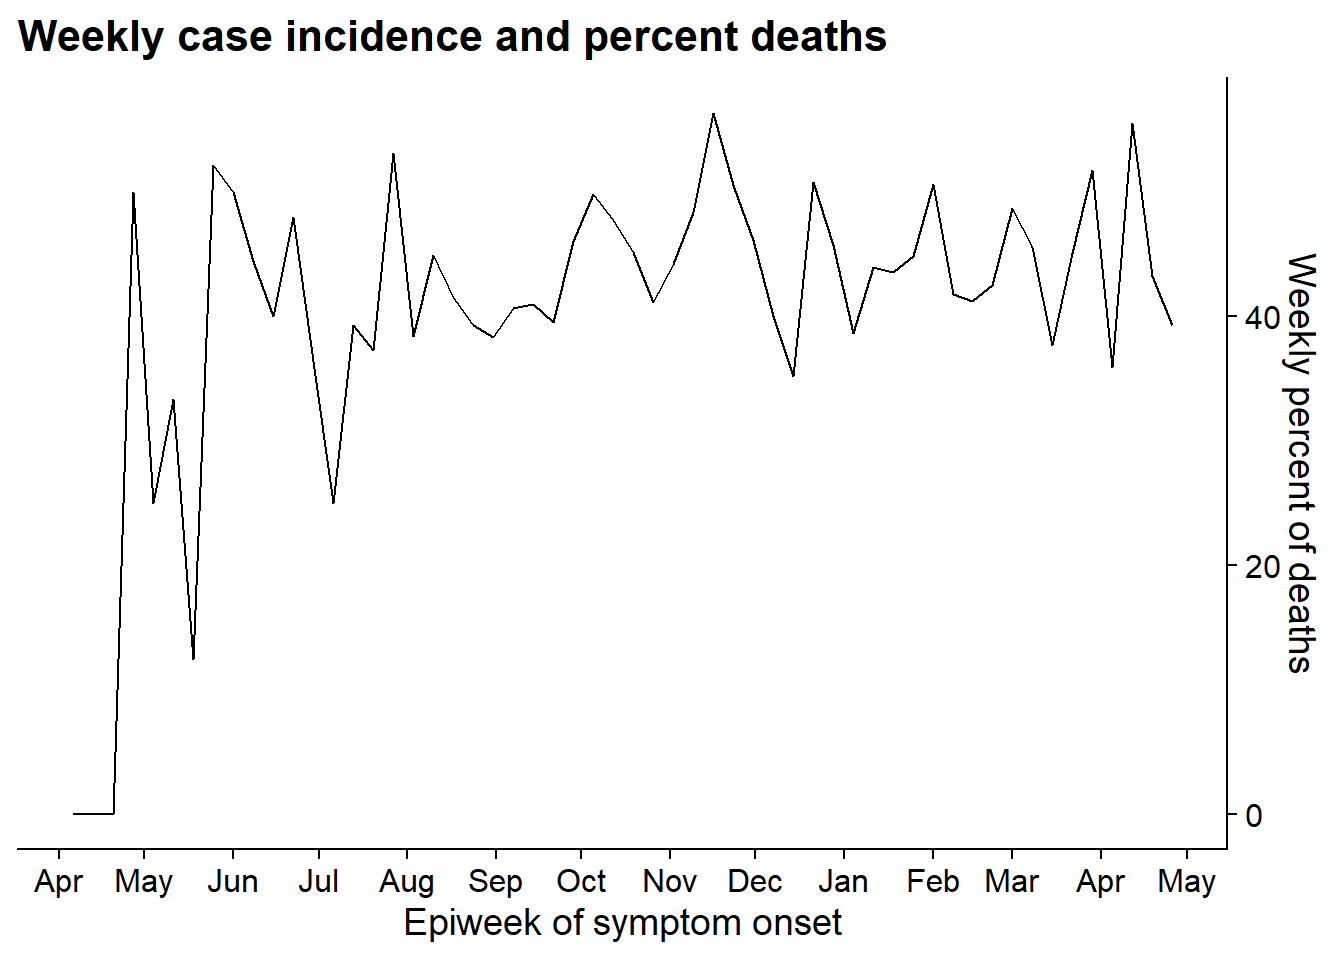 Weekly case incidence and percent deaths
40
20
0
Weekly percent of deaths
Apr May Jun Jul Aug Sep Oct Nov Dec Jan Feb Mar Apr May
Epiweek of symptom onset